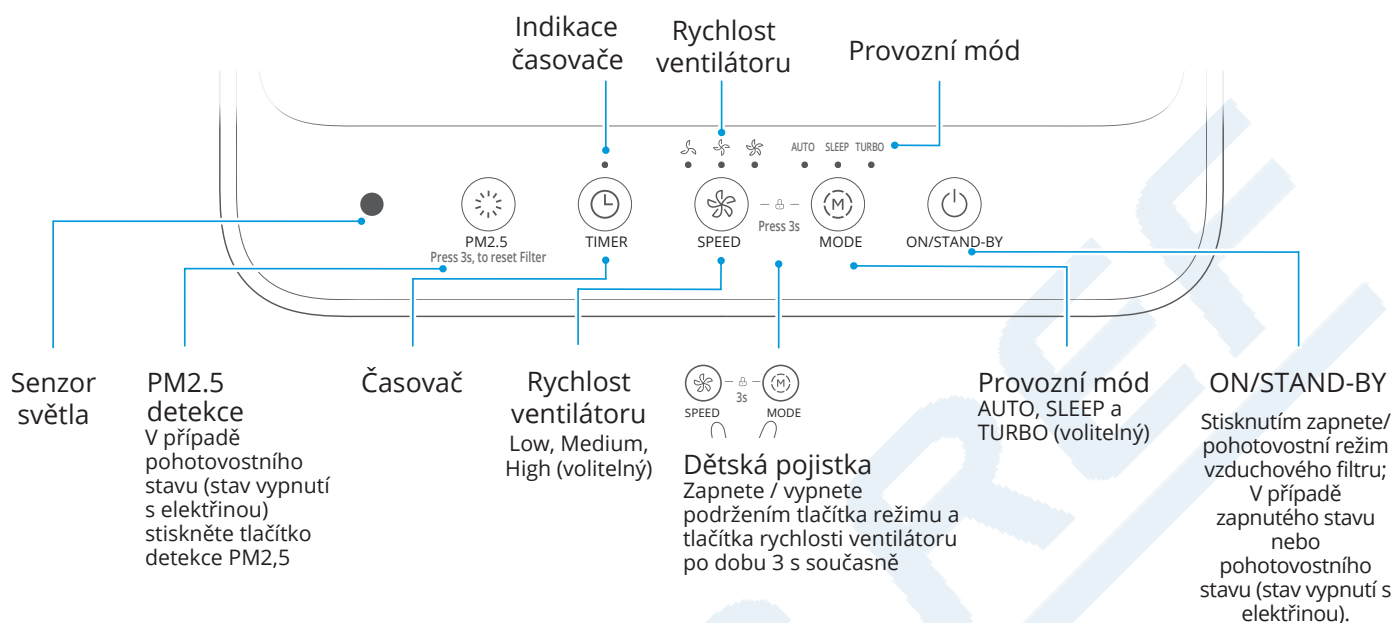 Indikace
časovače
Rychlost
ventilátoru
Provozní mód
AUTO SLEEP TURBO
PM2.5
Press 3s, to reset Filter
TIMER
SPEED
Press 3s
MODE
ON/STAND-BY
Senzor
světla
PM2.5
detekce
V případě
pohotovostního
stavu (stav vypnutí
s elektřinou)
stiskněte tlačítko
detekce PM2,5
Časovač
Rychlost
ventilátoru
Low, Medium,
High (volitelný)
3s
SPEED MODE
Dětská pojistka
Zapnete / vypnete
podržením tlačítka režimu a
tlačítka rychlosti ventilátoru
po dobu 3 s současně
Provozní mód
AUTO, SLEEP a
TURBO (volitelný)
ON/STAND-BY
Stisknutím zapnete/
pohotovostní režim
vzduchového filtru;
V případě
zapnutého stavu
nebo
pohotovostního
stavu (stav vypnutí s
elektřinou).